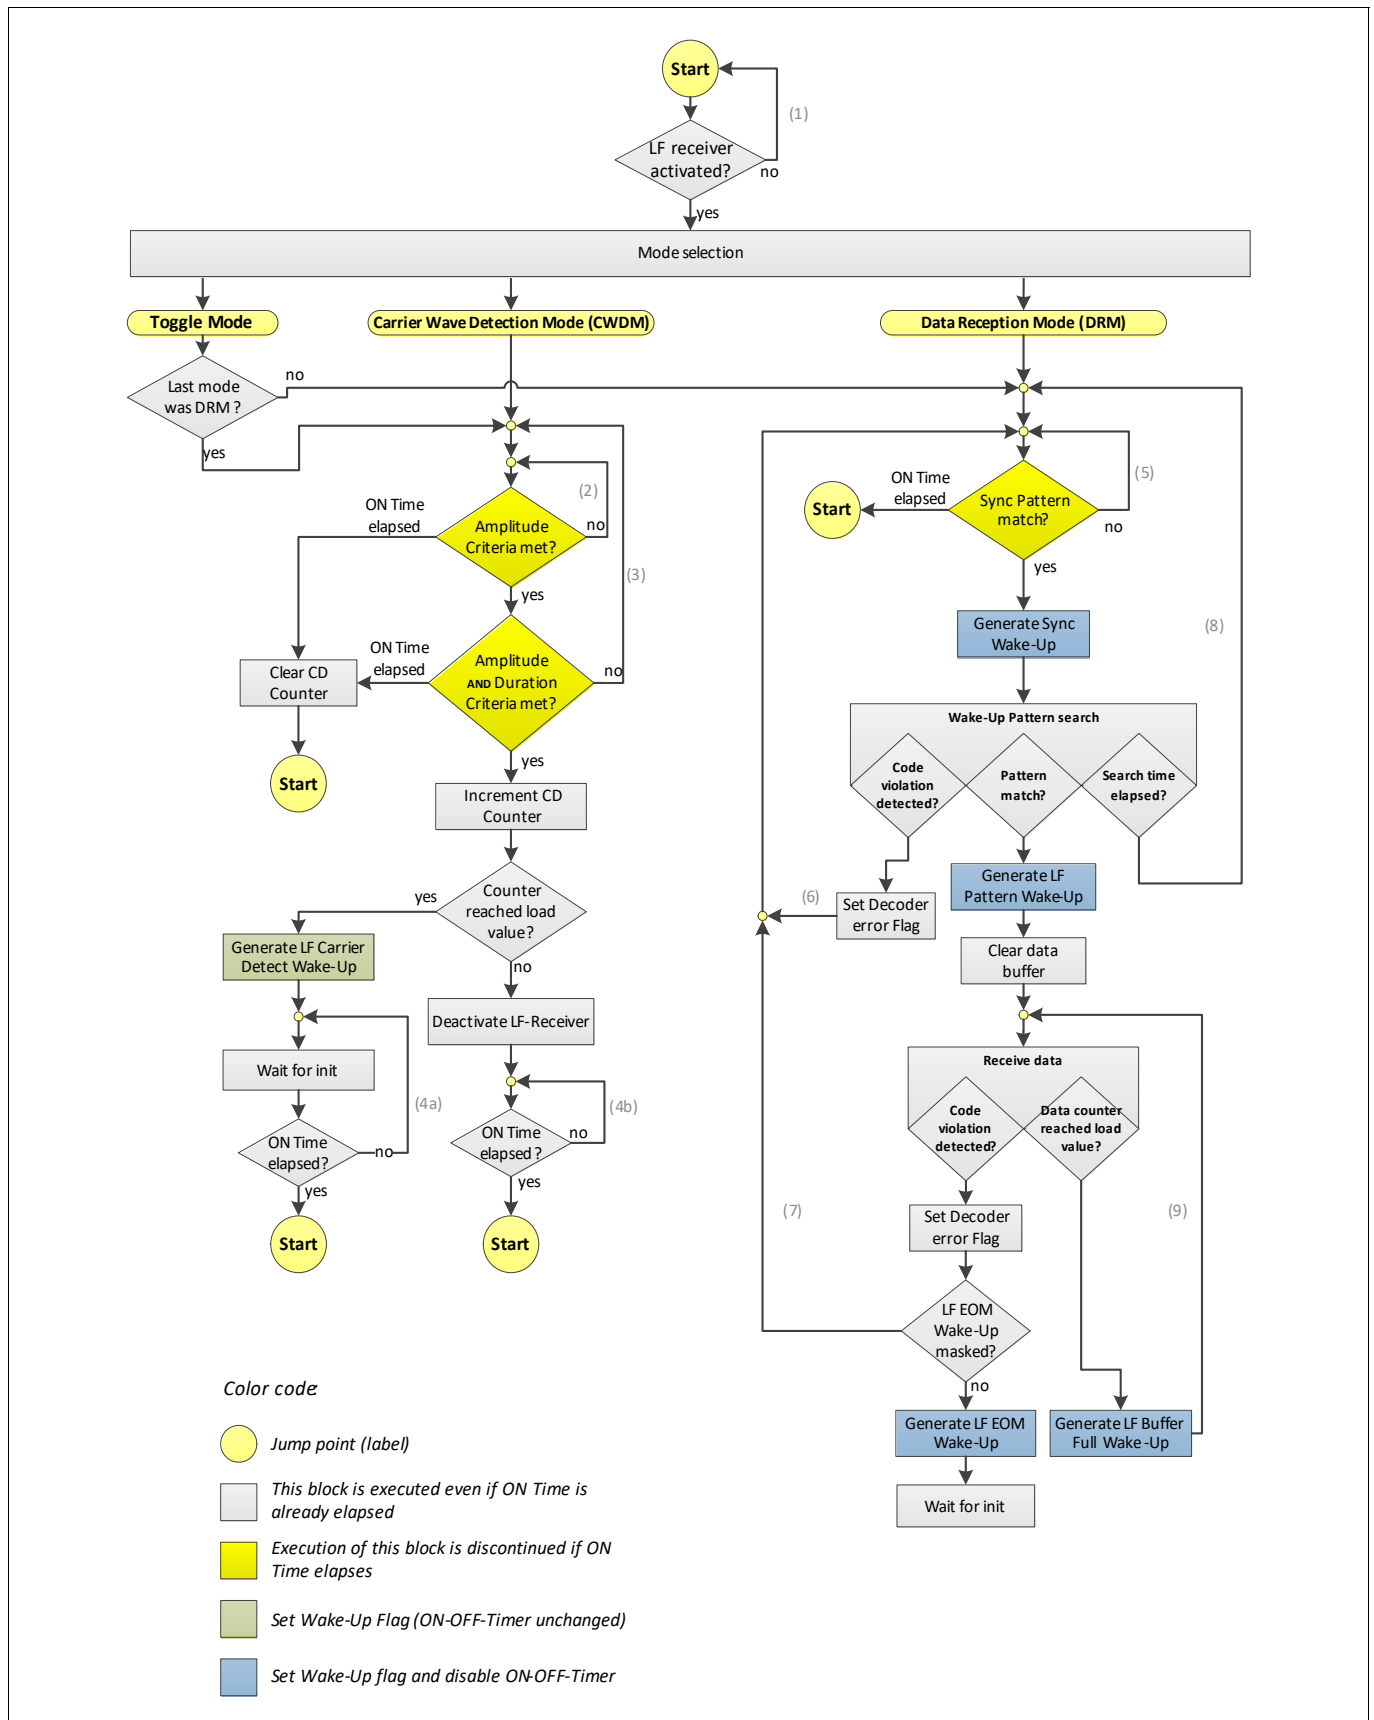 Start
(1)
LF receiver
activated?
no
yes
Mode selection
Toggle Mode
Carrier Wave Detection Mode (CWDM)
Data Reception Mode (DRM)
Last mode
was DRM ?
no
yes
(2)
ON Time
elapsed
Amplitude
Criteria met?
no
yes
(3)
ON Time
elapsed
Amplitude
AND Duration
Criteria met?
no
yes
Clear CD
Counter
Start
Increment CD
Counter
Counter
reached load
value?
yes
no
Generate LF Carrier
Detect Wake-Up
Wait for init
(4a)
ON Time
elapsed?
no
yes
Start
Deactivate LF-Receiver
(4b)
ON Time
elapsed ?
no
yes
Start
ON Time
elapsed
Start
Sync Pattern
match?
(5)
no
yes
Generate Sync
Wake-Up
(8)
Wake-Up Pattern search
Code
violation
detected?
Pattern
match?
Search time
elapsed?
(6)
Set Decoder
error Flag
Generate LF
Pattern Wake-Up
Clear data
buffer
Receive data
Code
violation
detected?
Data counter
reached load
value?
(7)
(9)
Set Decoder
error Flag
LF EOM
Wake-Up
masked?
no
Generate LF EOM
Wake-Up
Generate LF Buffer
Full Wake-Up
Wait for init
Color code:
Jump point (label)
This block is executed even if ON Time is
already elapsed
Execution of this block is discontinued if ON
Time elapses
Set Wake-Up Flag (ON-OFF-Timer unchanged)
Set Wake-Up flag and disable ON-OFF-Timer